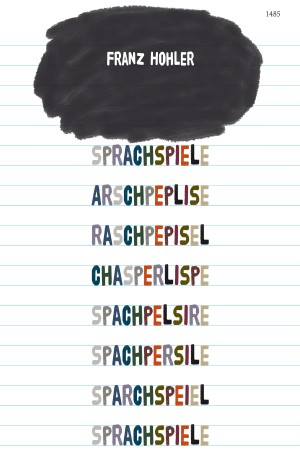 1485
FRANZ HOHLER
SPRACHSPIELE
ARSCHPEPLISE
RASCHPEPISEL
CHASPERLISPE
SPACHPELSIRE
SPACHPERSILE
SPARCHSPEIEL
SPRACHSPIELE